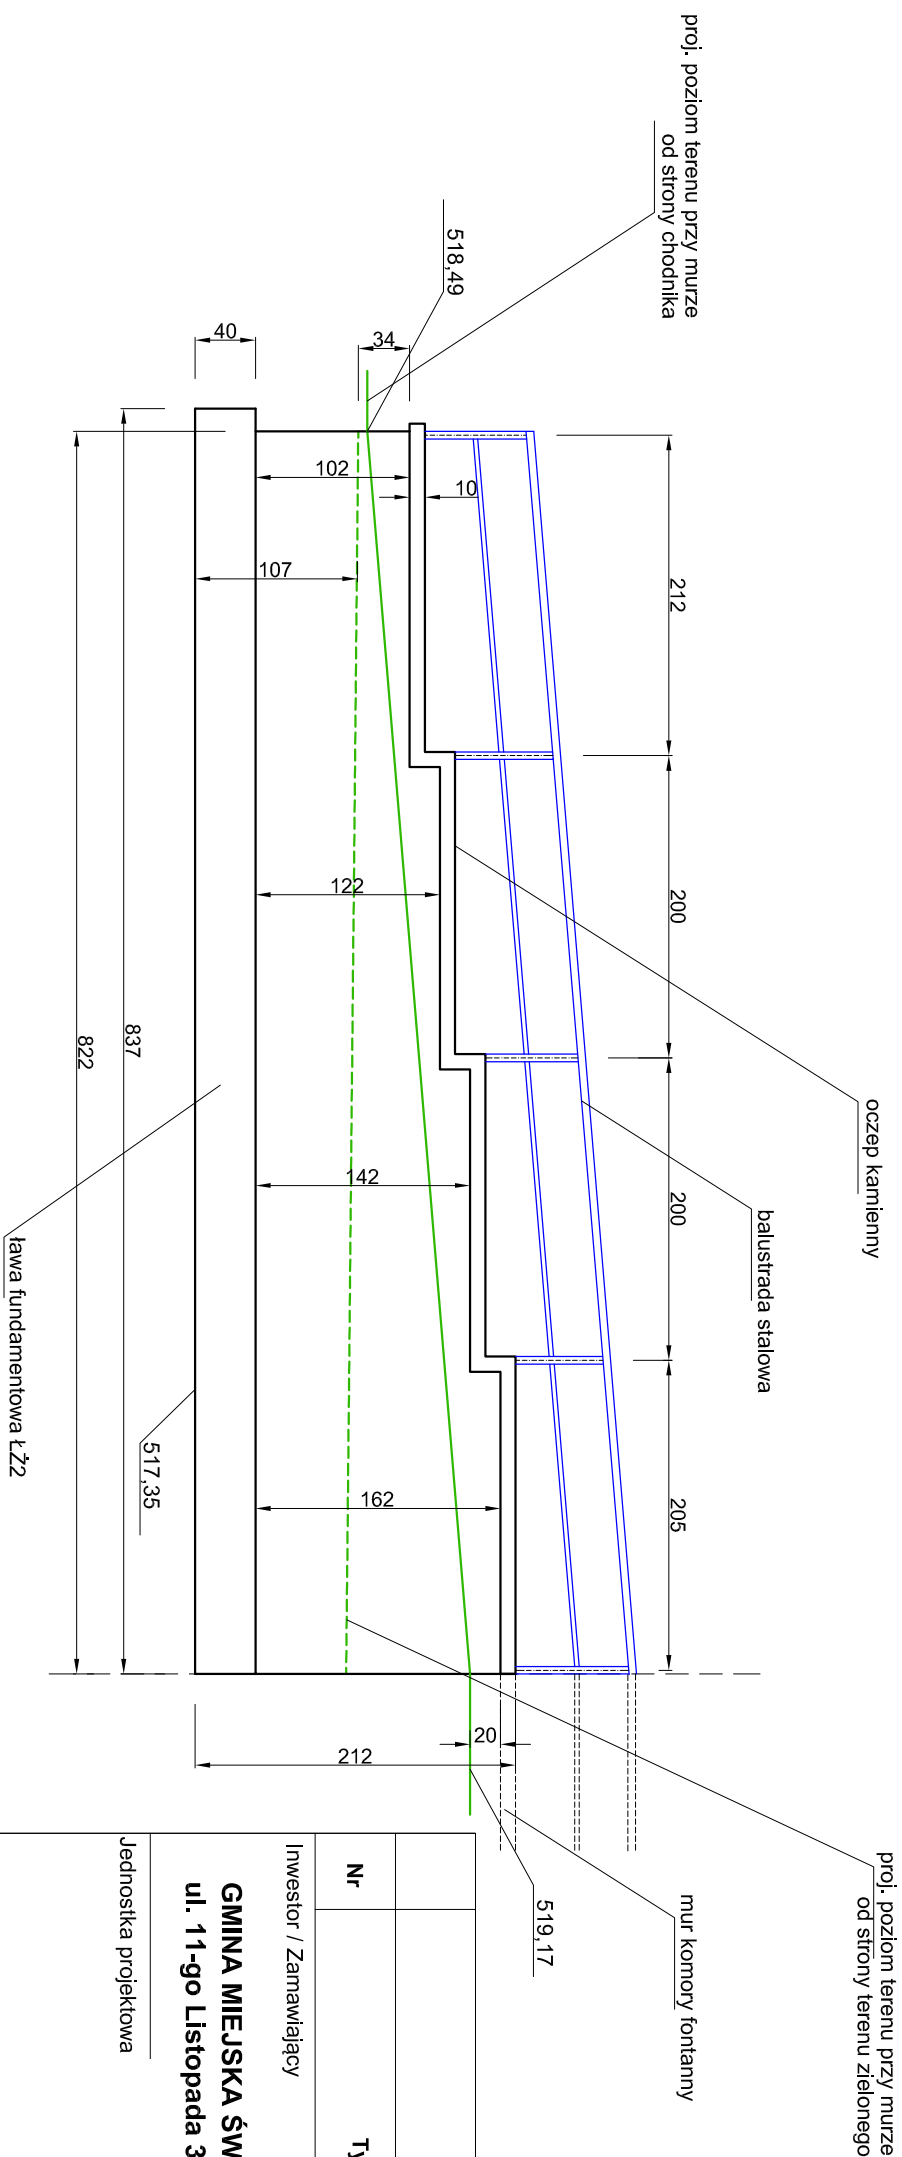 proj. poziom terenu przy murze
od strony chodnika
518,49
40
34
102
10
107
212
122
200
oczep kamienny
837
822
142
200
balustrada stalowa
ława fundamentowa ŁŻ2
517,35
162
205
20
212
519,17
mur komory fontanny
proj. poziom terenu przy murze
od strony terenu zielonego
Nr
Inwestor / Zamawiający
GMINA MIEJSKA ŚW
ul. 11-go Listopada 3
Jednostka projektowa